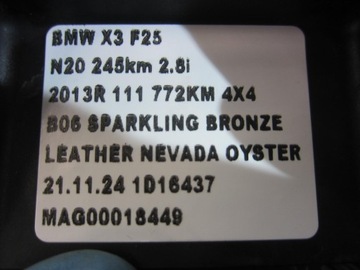 BMW X3 F25
N20 245km 2.8i
2013R 111 772KM 4X4
B06 SPARKLING BRONZE
LEATHER NEVADA OYSTER
21.11.24 1D16437
MAG00018449